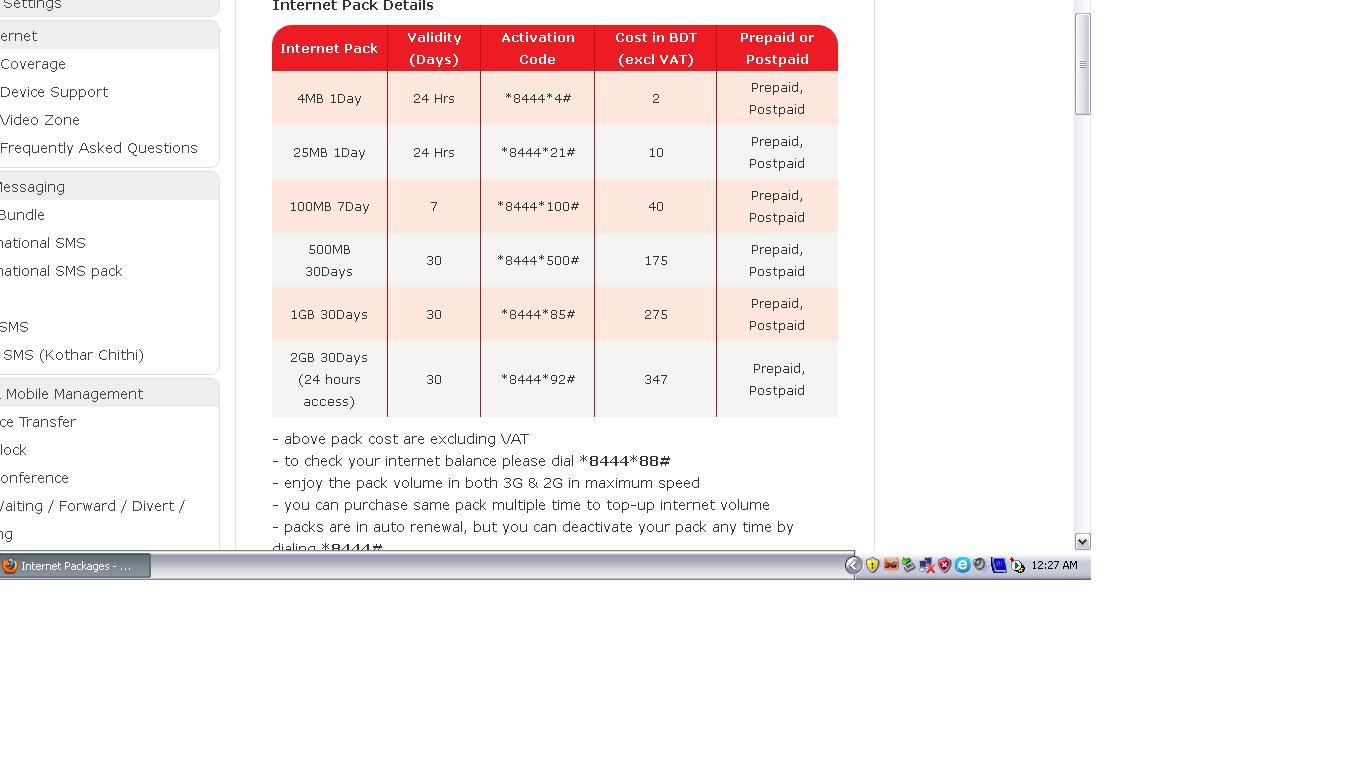 Settings
ernet
Coverage
Device Support
Video Zone
Frequently Asked Questions
lessaging
Bundle
national SMS
national SMS pack
SMS
SMS (Kothar Chithi)
Mobile Management
ce Transfer
lock
onference
Vaiting / Forward / Divert /
ng
Internet Pack Details
Internet Pack Validity (Days) Activation Code Cost in BDT (excl VAT) Prepaid or Postpaid
4MB 1Day 24 Hrs *8444*4# 2 Prepaid, Postpaid
25MB 1Day 24 Hrs *8444*21# 10 Prepaid, Postpaid
100MB 7Day 7 *8444*100# 40 Prepaid, Postpaid
500MB 30Days 30 *8444*500# 175 Prepaid, Postpaid
1GB 30Days 30 *8444*85# 275 Prepaid, Postpaid
2GB 30Days (24 hours access) 30 *8444*92# 347 Prepaid, Postpaid
- above pack cost are excluding VAT
- to check your internet balance please dial *8444*88#
- enjoy the pack volume in both 3G & 2G in maximum speed
- you can purchase same pack multiple time to top-up internet volume
- packs are in auto renewal, but you can deactivate your pack any time by
dialing *8444#
Internet Packages - ...
12:27 AM